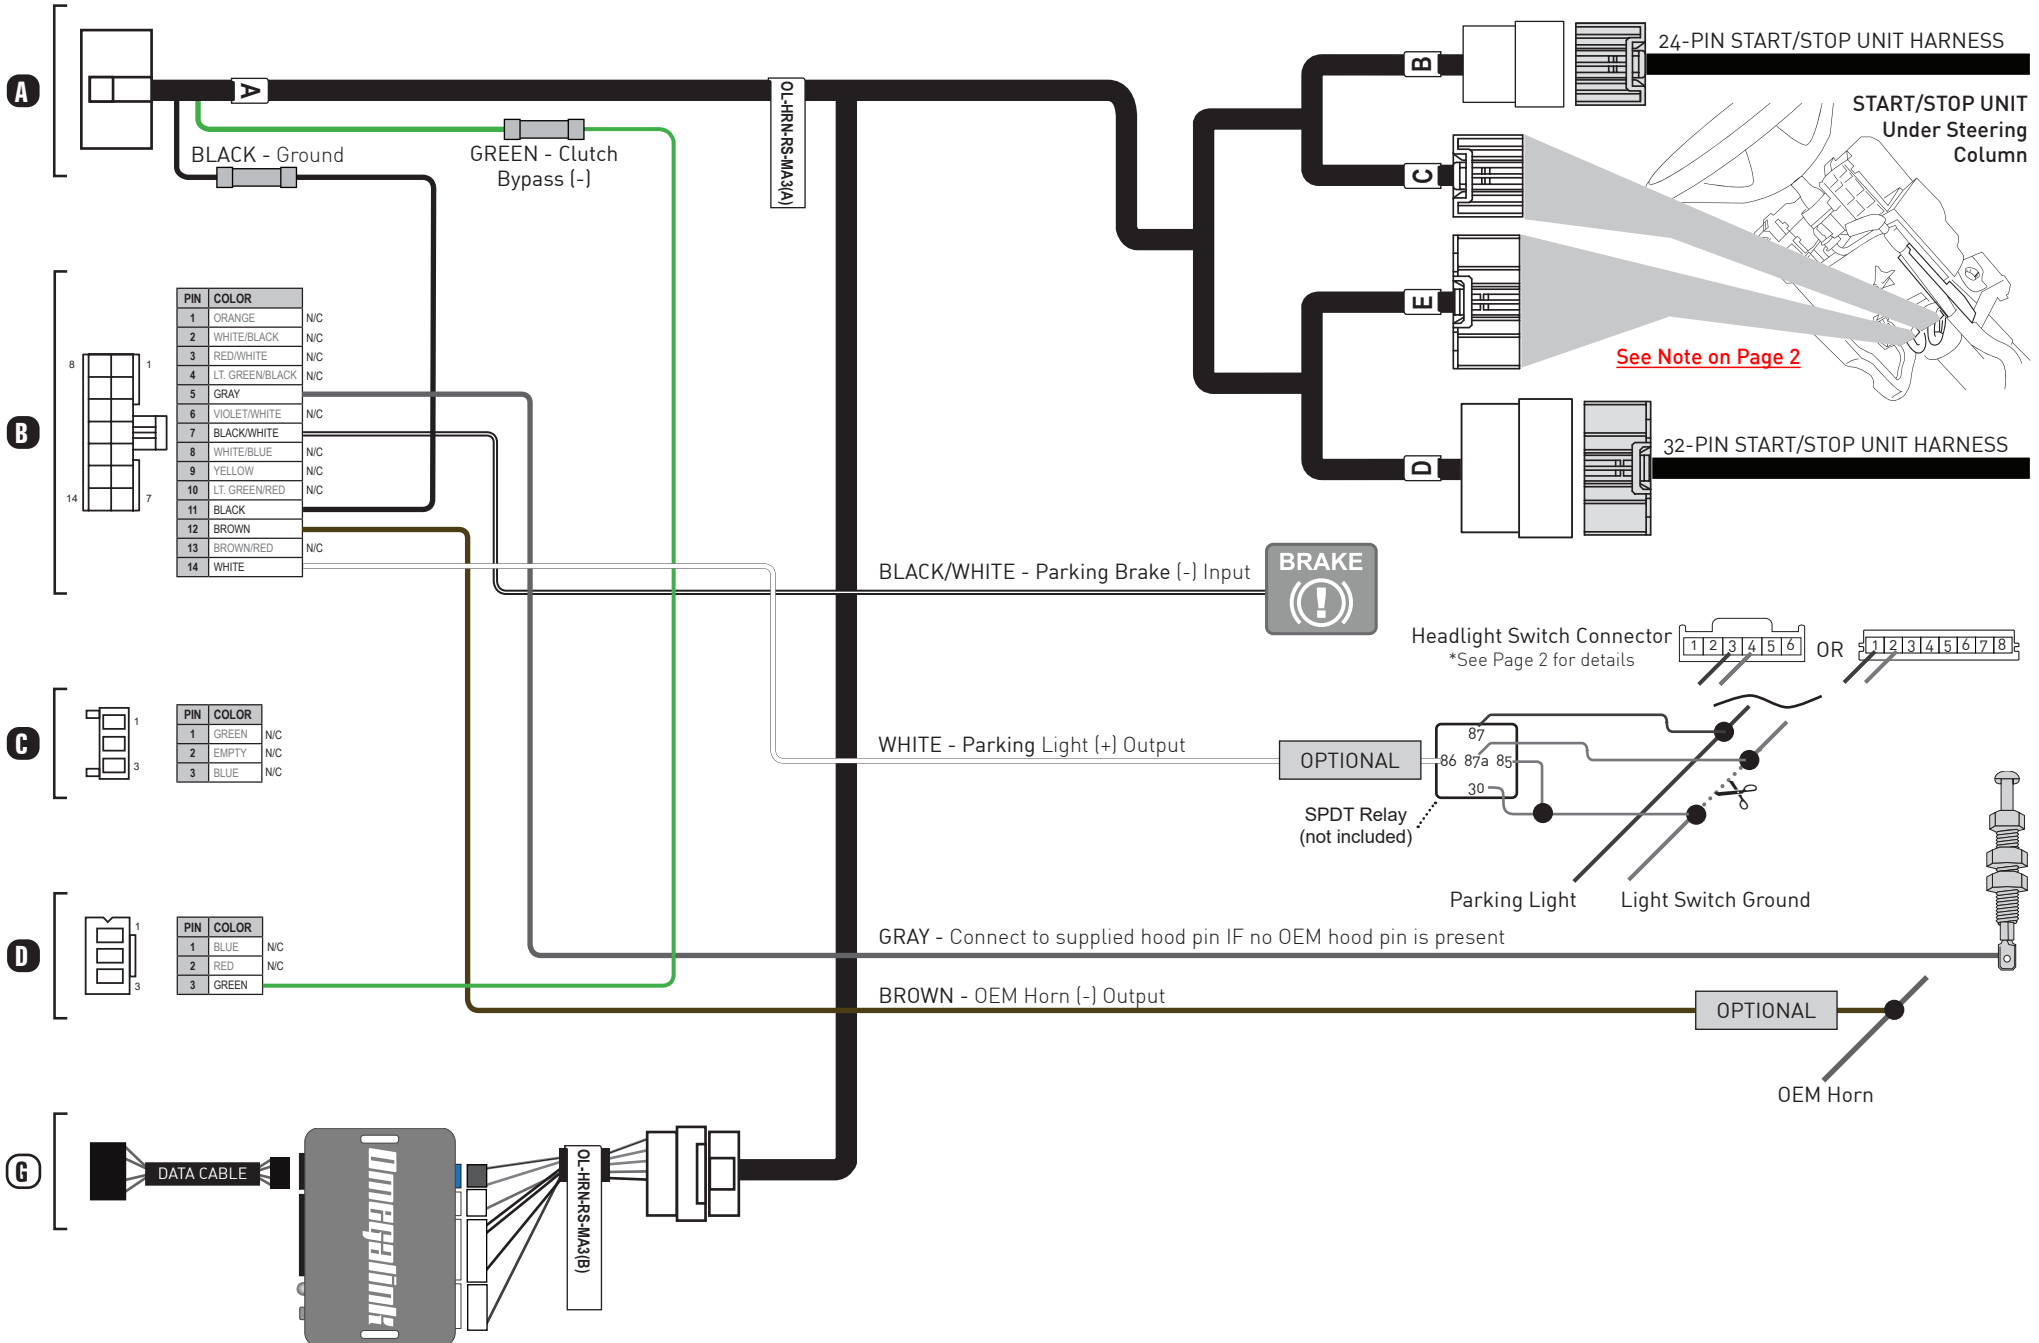 A
A
BLACK - Ground
GREEN - Clutch
Bypass (-)
OL-HRN-RS-MA3(A)
B
24-PIN START/STOP UNIT HARNESS
START/STOP UNIT
Under Steering
Column
C
E
See Note on Page 2
D
32-PIN START/STOP UNIT HARNESS
B
8
1
14
7
PIN COLOR
1 ORANGE N/C
2 WHITE/BLACK N/C
3 RED/WHITE N/C
4 LT. GREEN/BLACK N/C
5 GRAY
6 VIOLET/WHITE N/C
7 BLACK/WHITE
8 WHITE/BLUE N/C
9 YELLOW N/C
10 LT. GREEN/RED N/C
11 BLACK
12 BROWN
13 BROWN/RED N/C
14 WHITE
BLACK/WHITE - Parking Brake (-) Input
BRAKE
!
Headlight Switch Connector
*See Page 2 for details
1 2 3 4 5 6
OR
1 2 3 4 5 6 7 8
C
1
3
PIN COLOR
1 GREEN N/C
2 EMPTY N/C
3 BLUE N/C
WHITE - Parking Light (+) Output
OPTIONAL
87
86 87a 85
30
SPDT Relay
(not included)
Parking Light
Light Switch Ground
D
1
3
PIN COLOR
1 BLUE N/C
2 RED N/C
3 GREEN
GRAY - Connect to supplied hood pin IF no OEM hood pin is present
BROWN - OEM Horn (-) Output
OPTIONAL
OEM Horn
G
DATA CABLE
Omegalink
OL-HRN-RS-MA3(B)